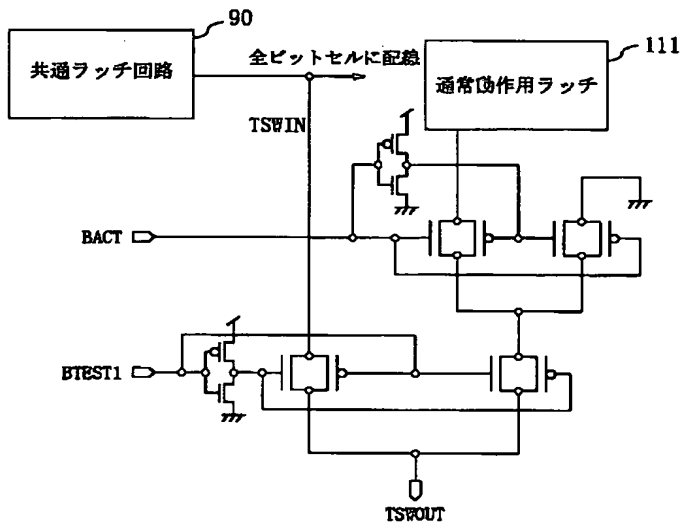 90
共通ラッチ回路
全ビットセルに配線
111
通常動作用ラッチ
TSWIN
BACT
BTEST1
TSWOUT